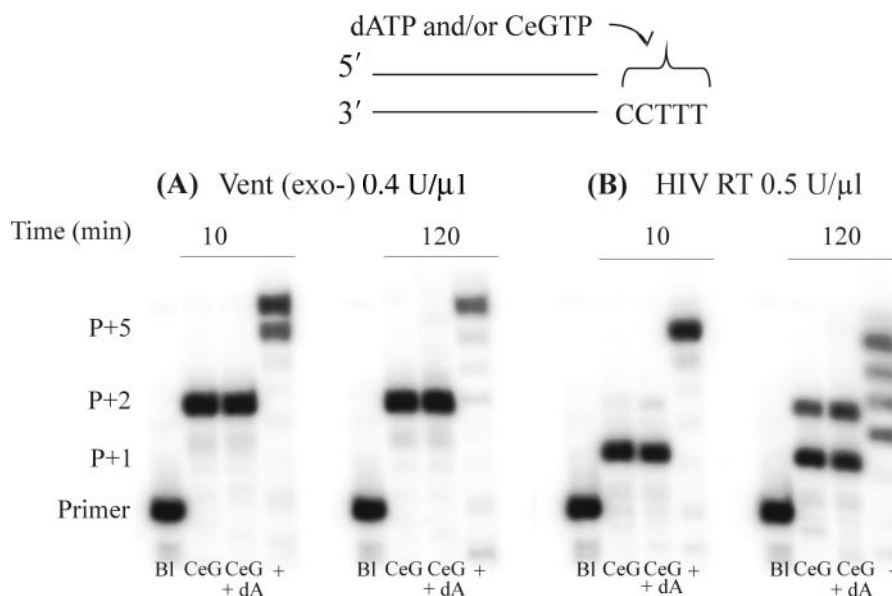 dATP and/or CeGTP
5′
3′ CCTTT
(A) Vent (exo-) 0.4 U/µl (B) HIV RT 0.5 U/µl
Time (min) 10 120 10 120
P+5
P+2
P+1
Primer
Bl CeG CeG + Bl CeG CeG + Bl CeG CeG + Bl CeG CeG
+ dA + dA + dA + dA